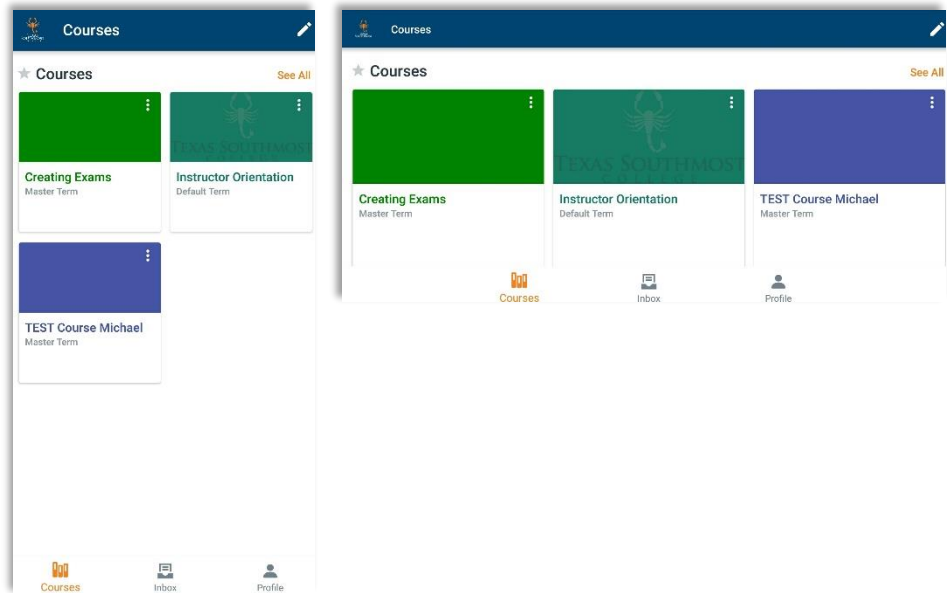 Courses
Courses
See All
TEXAS SOUTHMOST
COLLEGE
Creating Exams
Master Term
Instructor Orientation
Default Term
TEST Course Michael
Master Term
Courses
Inbox
Profile
Courses
Courses
See All
TEXAS SOUTHMOST
COLLEGE
Creating Exams
Master Term
Instructor Orientation
Default Term
TEST Course Michael
Master Term
Courses
Inbox
Profile